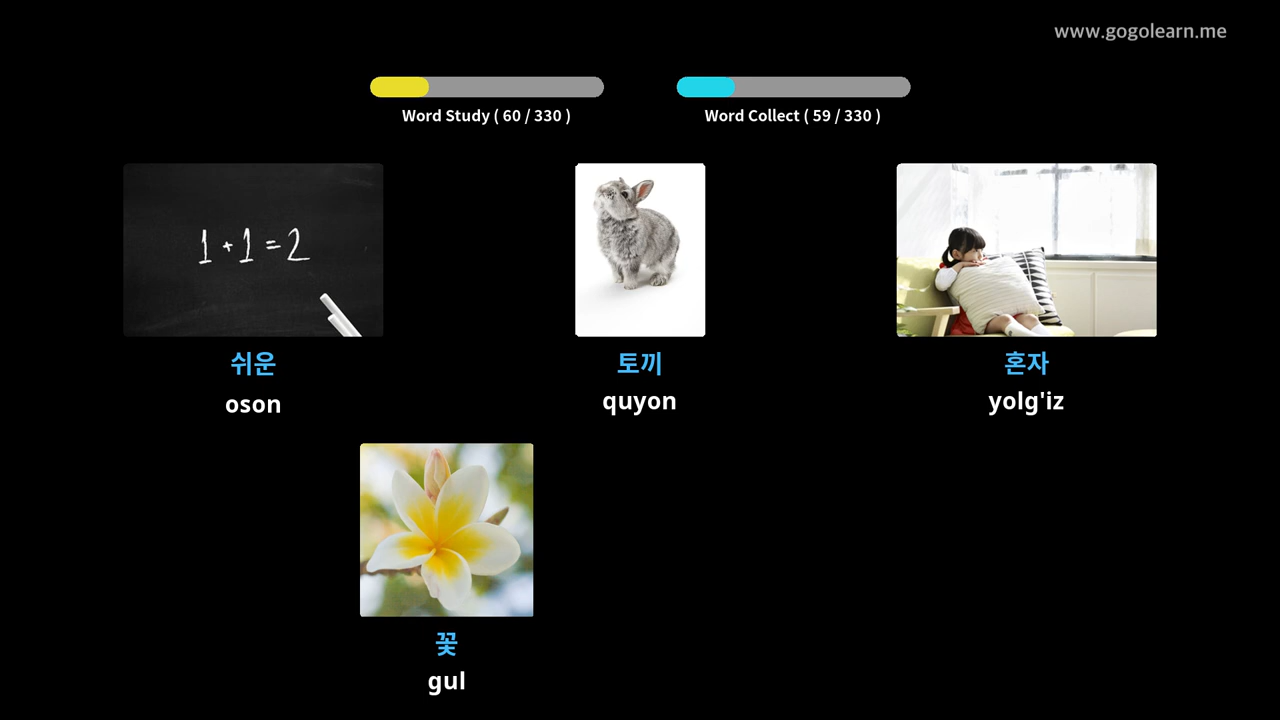 www.gogolearn.me
Word Study ( 60 / 330 )
Word Collect ( 59 / 330 )
1 + 1 = 2
쉬운
oson
토끼
quyon
혼자
yolg'iz
꽃
gul